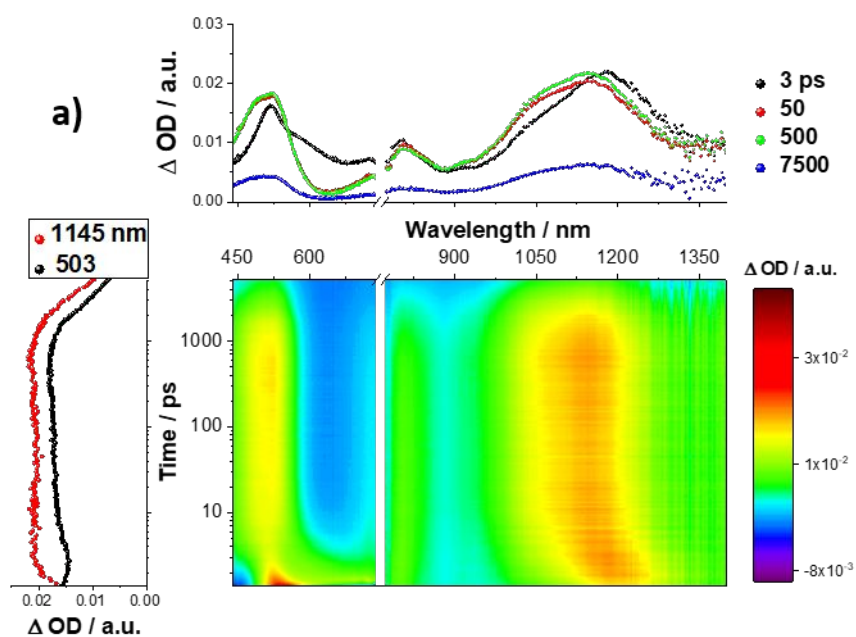 a)
Δ OD / a.u.
0.03
0.02
0.01
0.00
3 ps
50
500
7500
Wavelength / nm
450 600 900 1050 1200 1350
1145 nm
503
Time / ps
1000
100
10
0.02 0.01 0.00
Δ OD / a.u.
Δ OD / a.u.
3x10⁻²
1x10⁻²
-8x10⁻³